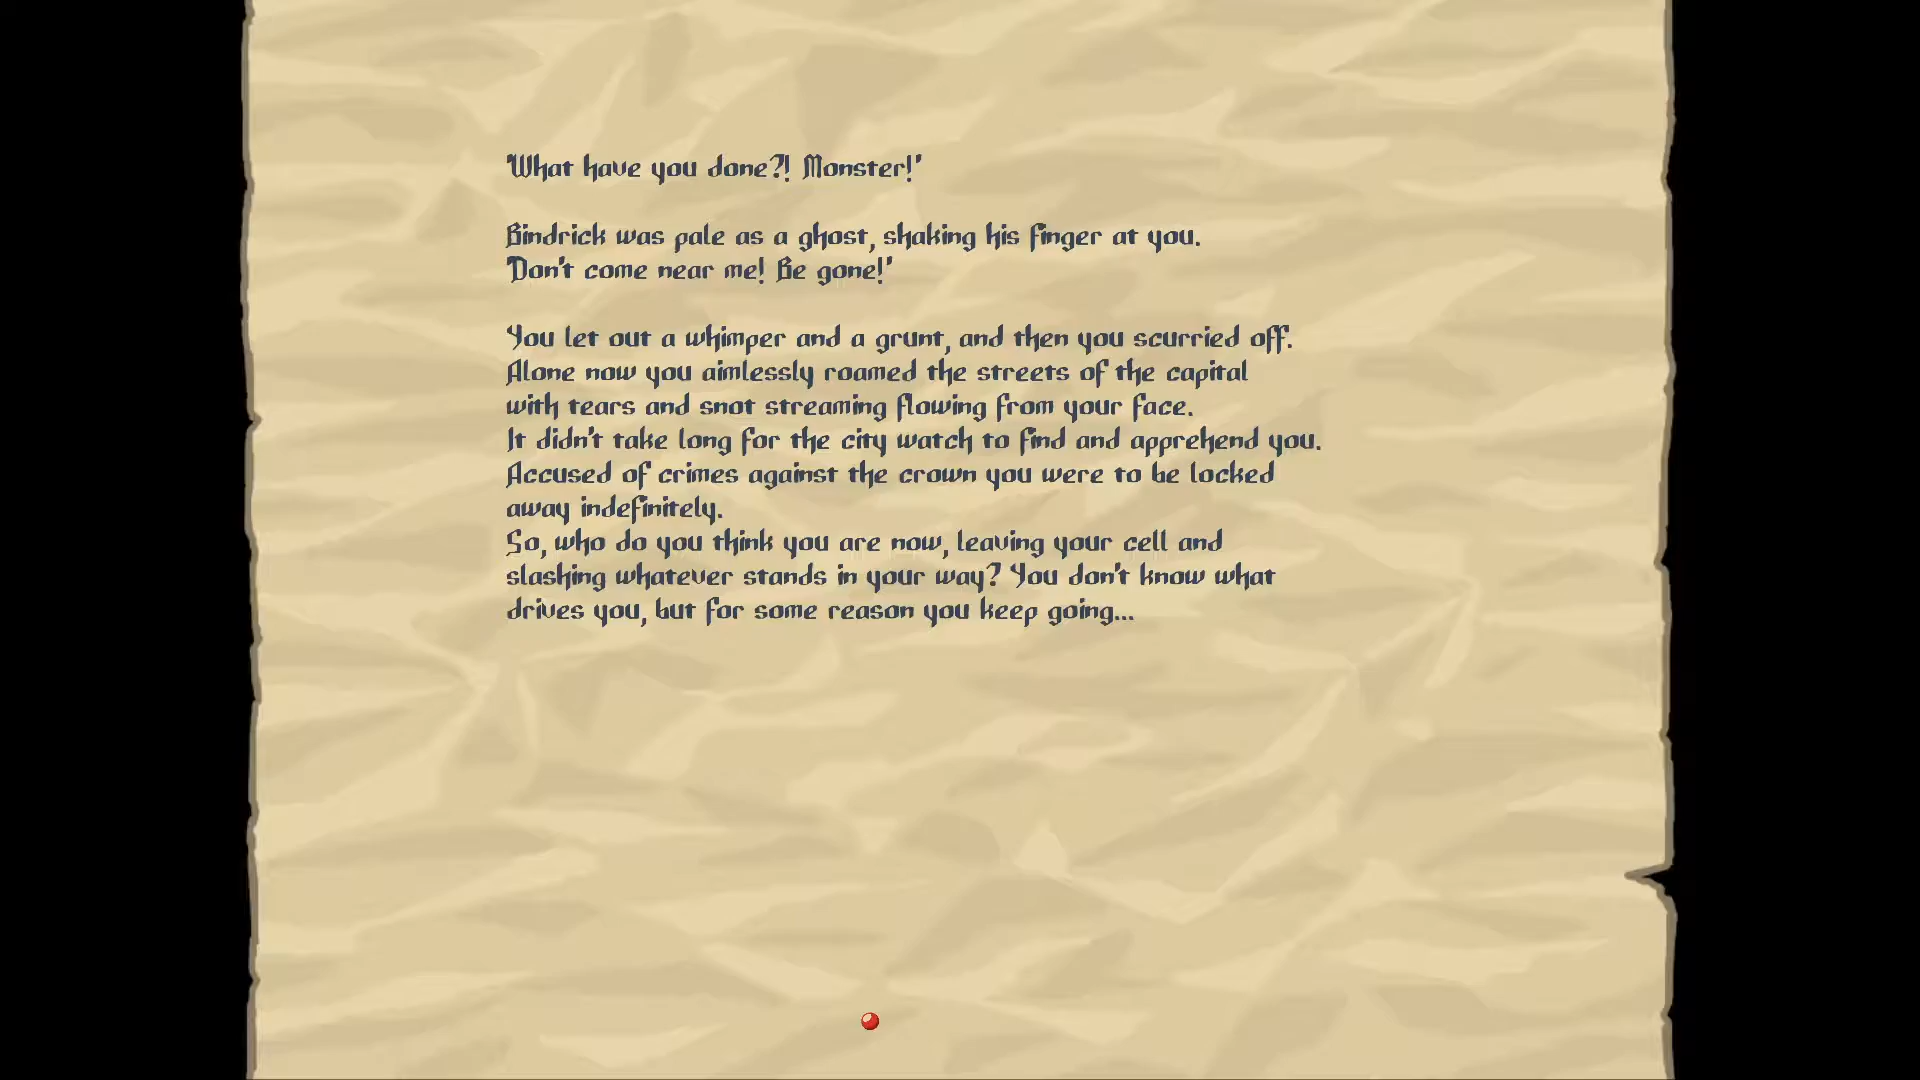 'What have you done?! Monster!'
Bindrick was pale as a ghost, shaking his finger at you.
'Don't come near me! Be gone!'
You let out a whimper and a grunt, and then you scurried off.
Alone now you aimlessly roamed the streets of the capital
with tears and snot streaming flowing from your face.
It didn't take long for the city watch to find and apprehend you.
Accused of crimes against the crown you were to be locked
away indefinitely.
So, who do you think you are now, leaving your cell and
slashing whatever stands in your way? You don't know what
drives you, but for some reason you keep going...